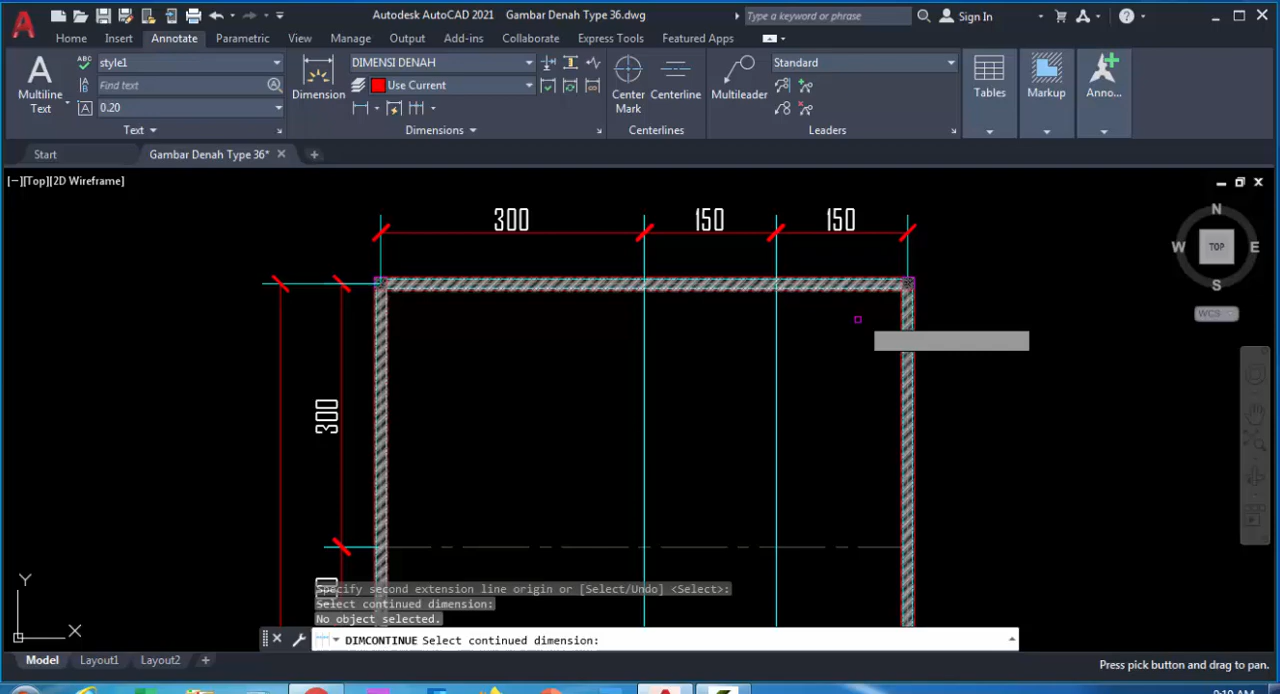 Autodesk AutoCAD 2021 Gambar Denah Type 36.dwg
Type a keyword or phrase
Sign In
Home Insert Annotate Parametric View Manage Output Add-ins Collaborate Express Tools Featured Apps
Multiline Text
style1
Find text
0.20
Text
Dimension
DIMENSI DENAH
Use Current
Dimensions
Center Mark
Centerline
Centerlines
Multileader
Standard
Leaders
Tables
Markup
Anno...
Start
Gambar Denah Type 36*
[−][Top][2D Wireframe]
300 150 150
N
W TOP E
S
WCS
300
Y
X
Specify second extension line origin or [Select/Undo] <Select>:
Select continued dimension:
No object selected.
DIMCONTINUE Select continued dimension:
Model Layout1 Layout2
Press pick button and drag to pan.